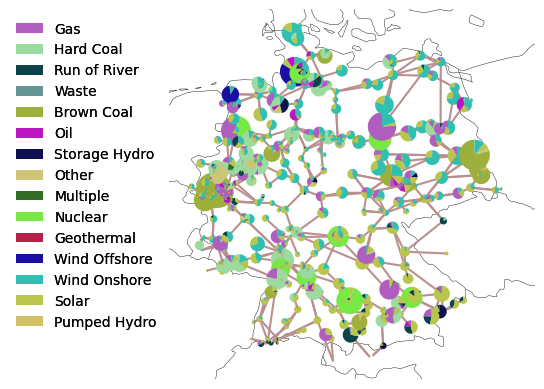 Gas
Hard Coal
Run of River
Waste
Brown Coal
Oil
Storage Hydro
Other
Multiple
Nuclear
Geothermal
Wind Offshore
Wind Onshore
Solar
Pumped Hydro